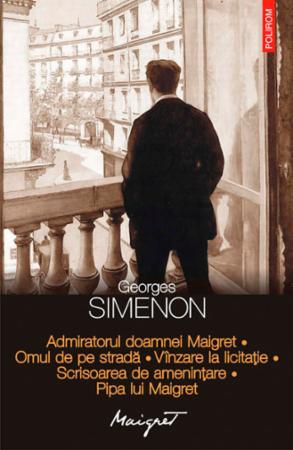 POLIROM
Georges
SIMENON
Admiratorul doamnei Maigret •
Omul de pe stradă • Vînzare la licitaţie •
Scrisoarea de ameninţare •
Pipa lui Maigret
Maigret